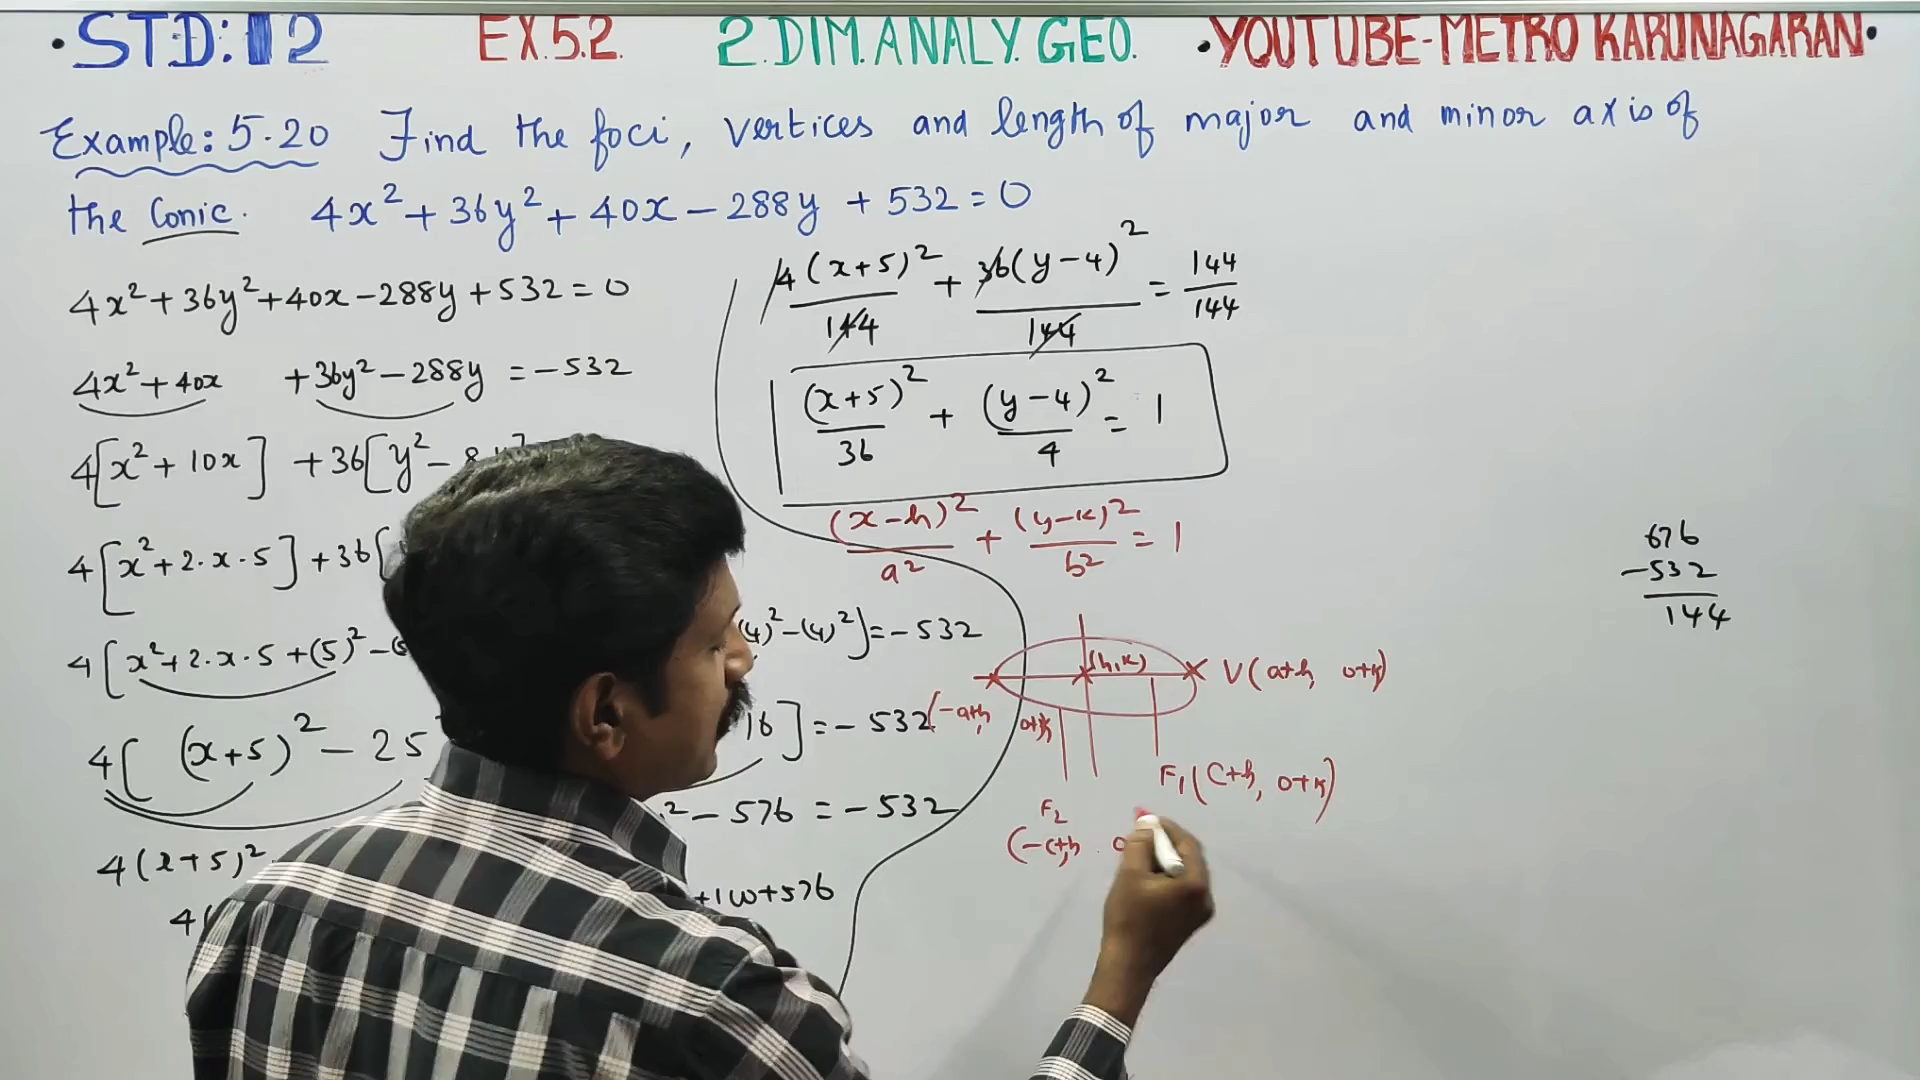 • STD: 12 EX.5.2. 2.DIM.ANALY.GEO. •YOUTUBE-METRO KARUNAGARAN•
Example: 5.20 Find the foci, vertices and length of major and minor axis of
the Conic. 4x² + 36y² + 40x - 288y + 532 = 0
4x² + 36y² + 40x - 288y + 532 = 0
4x² + 40x + 36y² - 288y = -532
4[x² + 10x] + 36[y² - 8
4[x² + 2.x.5] + 36[
4[x² + 2.x.5 + (5)² - (4)² - (4)²] = -532
4[ (x+5)² - 25 16] = -532
² - 576 = -532
4(x+5)²
4( +100+576
4(x+5)²/144 + 36(y-4)²/144 = 144/144
(x+5)²/36 + (y-4)²/4 = 1
(x-h)²/a² + (y-k)²/b² = 1
(h,k) V(a+h, 0+k)
(-a+h, 0+k)
F₁(C+h, 0+k)
F₂
(-c+h, 0
676
-532
144